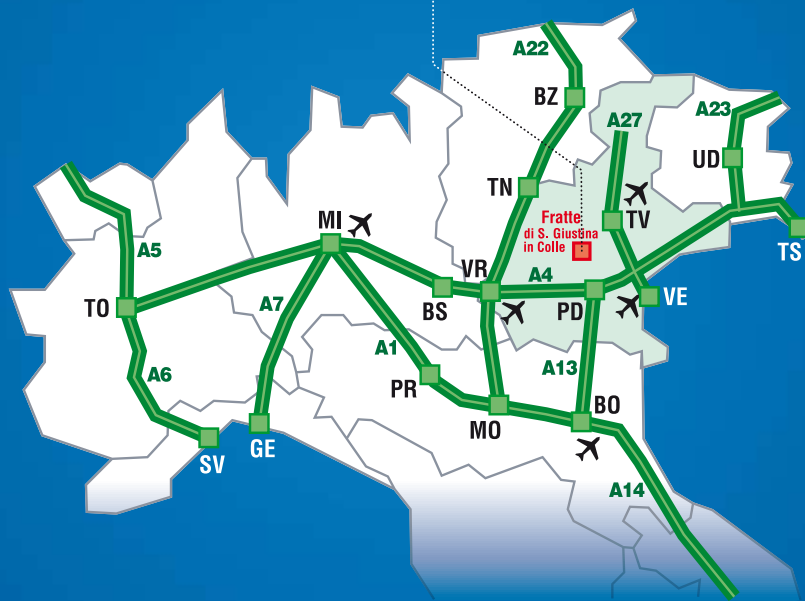 A22
BZ
A27
A23
UD
TN
TV
Fratte
di S. Giustina
in Colle
MI
TS
A5
VR
A4
TO
A7
BS
PD
VE
A1
A6
PR
A13
MO
BO
SV
GE
A14